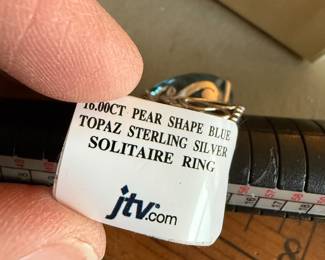 16.00CT PEAR SHAPE BLUE
TOPAZ STERLING SILVER
SOLITAIRE RING
jtv.com